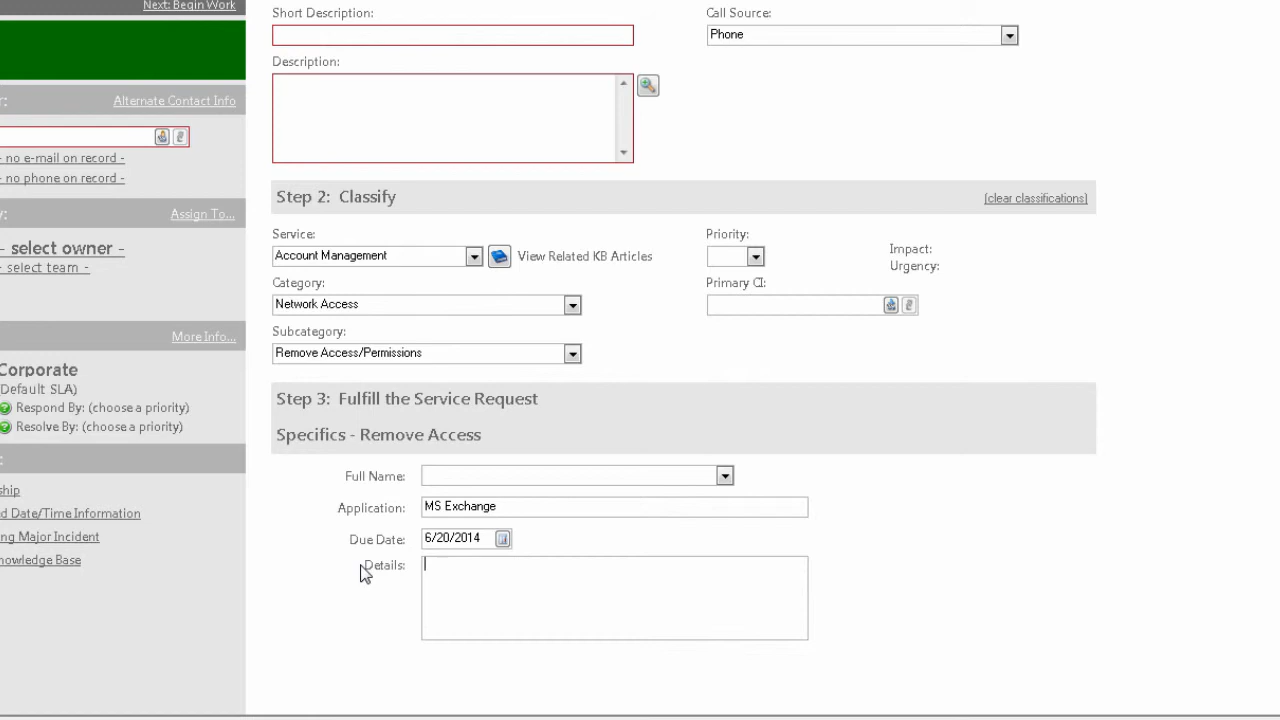 Next: Begin Work
Short Description:
Call Source:
Phone
Description:
r:
Alternate Contact Info
- no e-mail on record -
- no phone on record -
y:
Assign To...
- select owner -
- select team -
More Info...
Corporate
(Default SLA)
Respond By: (choose a priority)
Resolve By: (choose a priority)
:
ship
d Date/Time Information
ng Major Incident
nowledge Base
Step 2: Classify
[clear classifications]
Service:
Account Management
View Related KB Articles
Priority:
Impact:
Urgency:
Category:
Network Access
Primary CI:
Subcategory:
Remove Access/Permissions
Step 3: Fulfill the Service Request
Specifics - Remove Access
Full Name:
Application: MS Exchange
Due Date: 6/20/2014
Details: